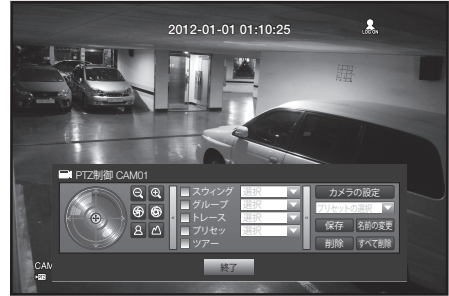 2012-01-01 01:10:25
LOG ON
PTZ制御 CAM01
スウィング 選択
グループ 選択
トレース 選択
プリセッ 選択
ツアー
カメラの設定
プリセットの選択
保存 名前の変更
削除 すべて削除
CAM
終了